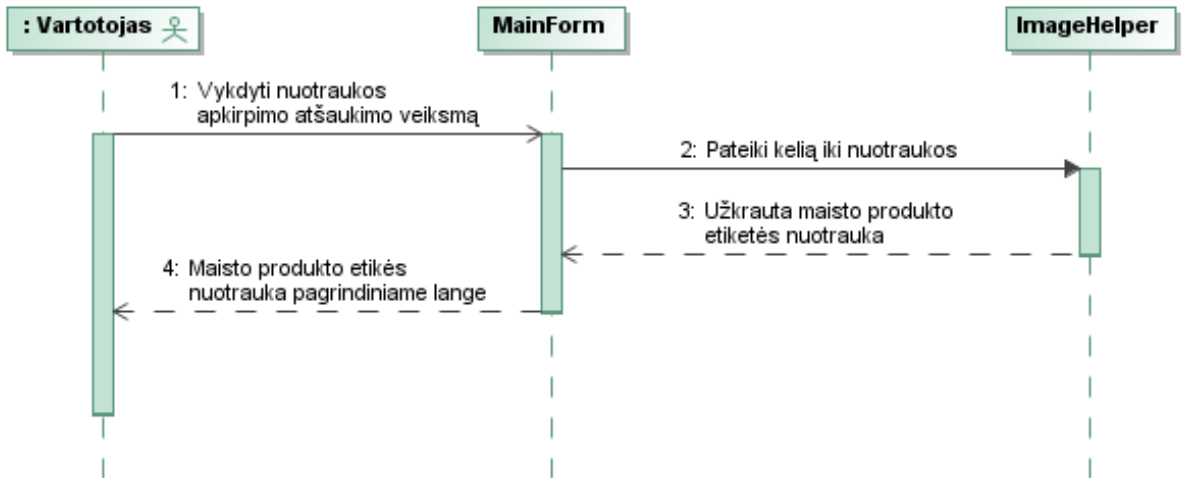 : Vartotojas
MainForm
ImageHelper
1: Vykdyti nuotraukos
apkirpimo atšaukimo veiksmą
2: Pateiki kelią iki nuotraukos
3: Užkrauta maisto produkto
etiketės nuotrauka
4: Maisto produkto etikės
nuotrauka pagrindiniame lange